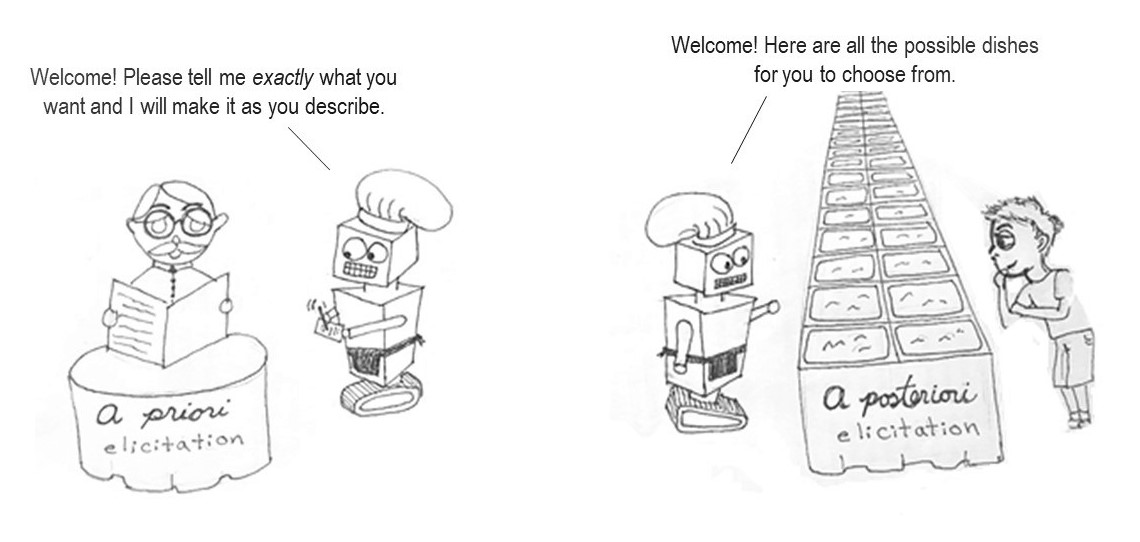 Welcome! Please tell me exactly what you
want and I will make it as you describe.
a priori
elicitation
Welcome! Here are all the possible dishes
for you to choose from.
a posteriori
elicitation